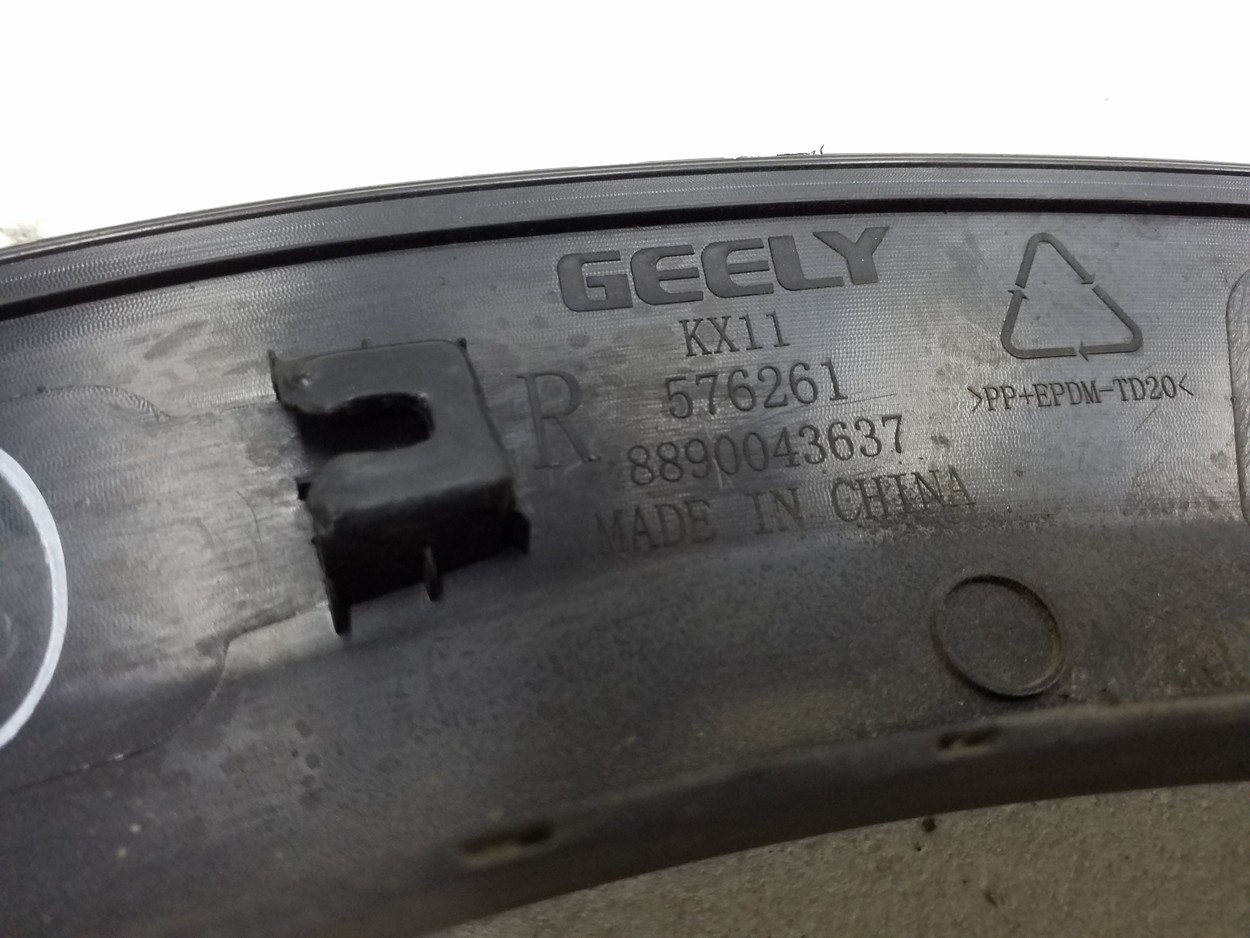 GEELY
KX11
R
576261
8890043637
MADE IN CHINA
>PP+EPDM-TD20<